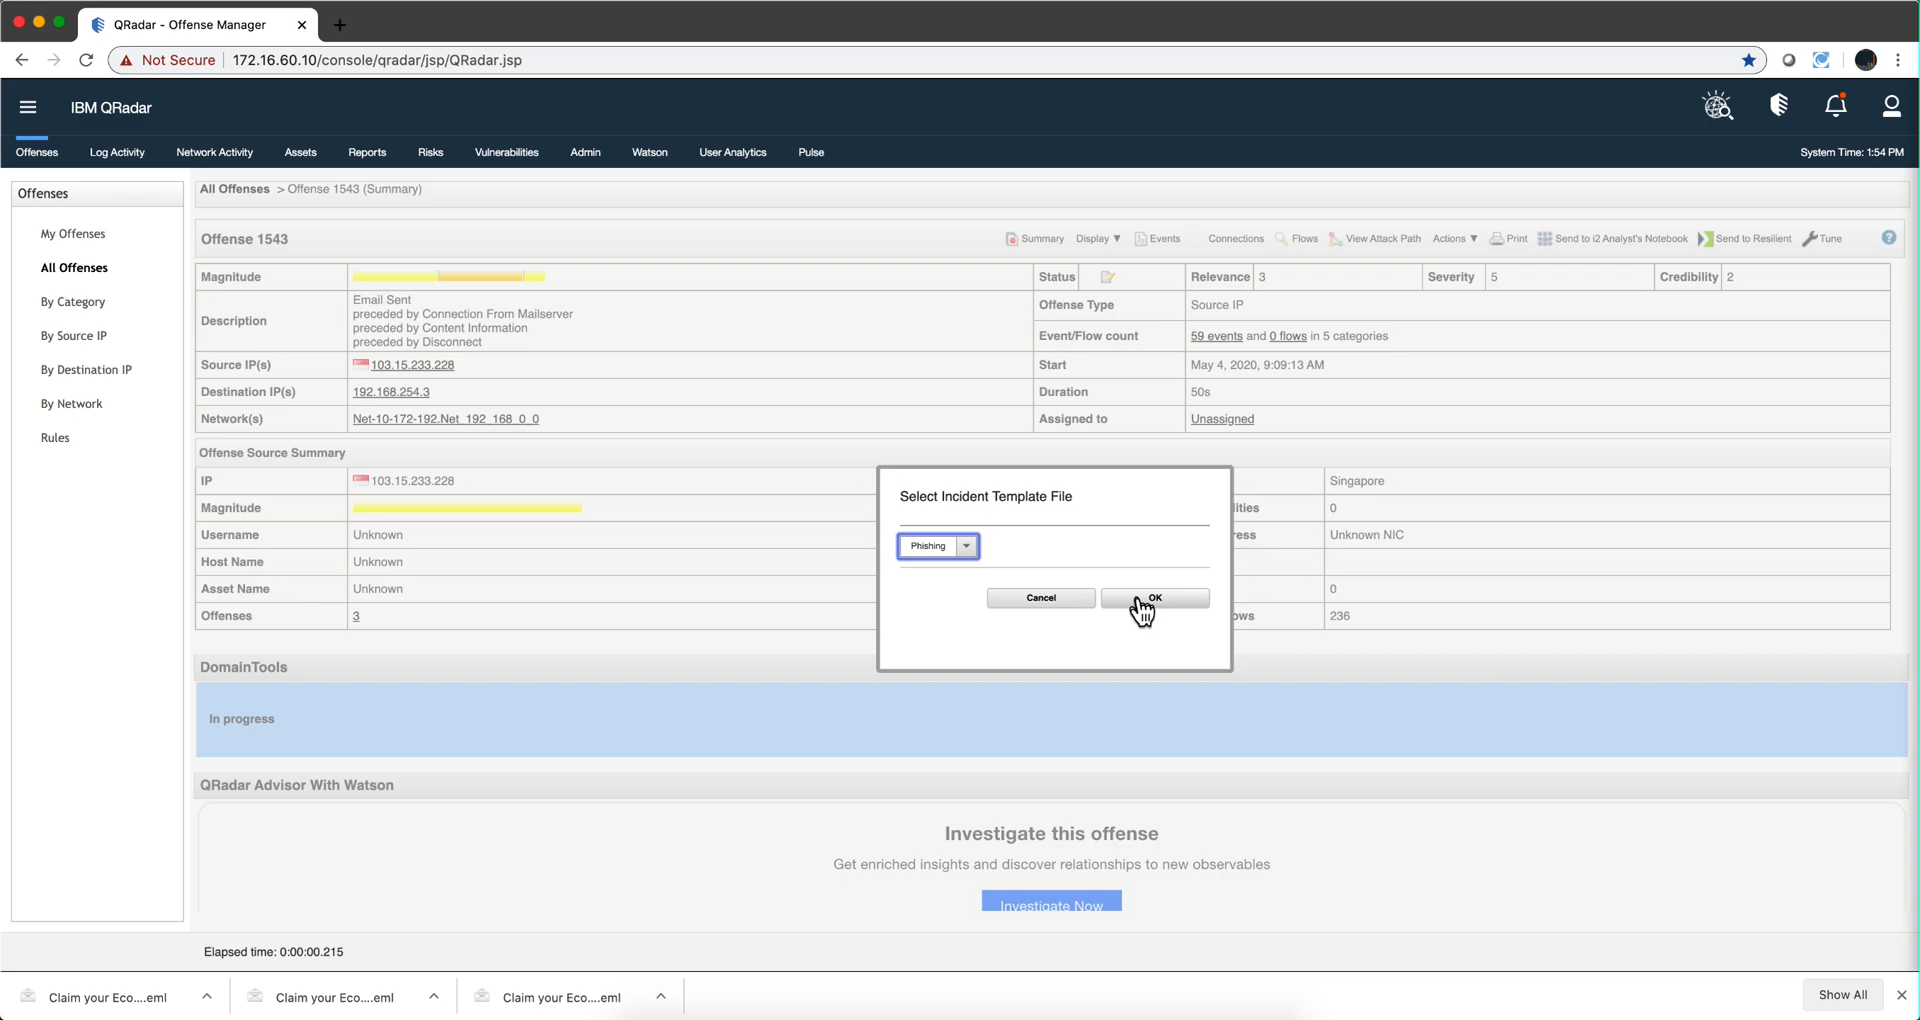 QRadar - Offense Manager
Not Secure
172.16.60.10/console/qradar/jsp/QRadar.jsp
IBM QRadar
Offenses
Log Activity
Network Activity
Assets
Reports
Risks
Vulnerabilities
Admin
Watson
User Analytics
Pulse
System Time: 1:54 PM
Offenses
My Offenses
All Offenses
By Category
By Source IP
By Destination IP
By Network
Rules
All Offenses > Offense 1543 (Summary)
Offense 1543
Summary
Display
Events
Connections
Flows
View Attack Path
Actions
Print
Send to i2 Analyst's Notebook
Send to Resilient
Tune
?
Magnitude
Status
Relevance 3
Severity 5
Credibility 2
Description
Email Sent
preceded by Connection From Mailserver
preceded by Content Information
preceded by Disconnect
Offense Type
Source IP
Event/Flow count
59 events and 0 flows in 5 categories
Source IP(s)
103.15.233.228
Start
May 4, 2020, 9:09:13 AM
Destination IP(s)
192.168.254.3
Duration
50s
Network(s)
Net-10-172-192.Net_192_168_0_0
Assigned to
Unassigned
Offense Source Summary
IP
103.15.233.228
Singapore
Magnitude
lities
0
Username
Unknown
ress
Unknown NIC
Host Name
Unknown
Asset Name
Unknown
0
Offenses
3
ows
236
Select Incident Template File
Phishing
Cancel
OK
DomainTools
In progress
QRadar Advisor With Watson
Investigate this offense
Get enriched insights and discover relationships to new observables
Investigate Now
Elapsed time: 0:00:00.215
Claim your Eco....eml
Claim your Eco....eml
Claim your Eco....eml
Show All